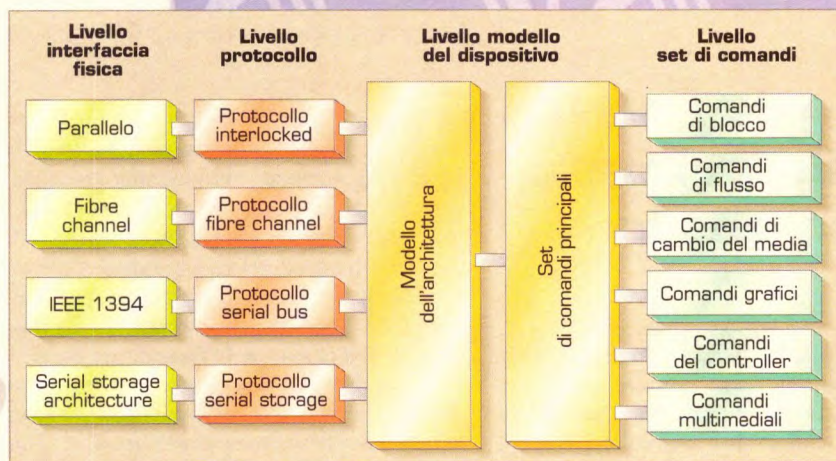 Livello
interfaccia
fisica
Livello
protocollo
Livello modello
del dispositivo
Livello
set di comandi
Parallelo
Protocollo
interlocked
Fibre
channel
Protocollo
fibre channel
IEEE 1394
Protocollo
serial bus
Serial storage
architecture
Protocollo
serial storage
Modello
dell'architettura
Set
di comandi principali
Comandi
di blocco
Comandi
di flusso
Comandi di
cambio del media
Comandi grafici
Comandi
del controller
Comandi
multimediali